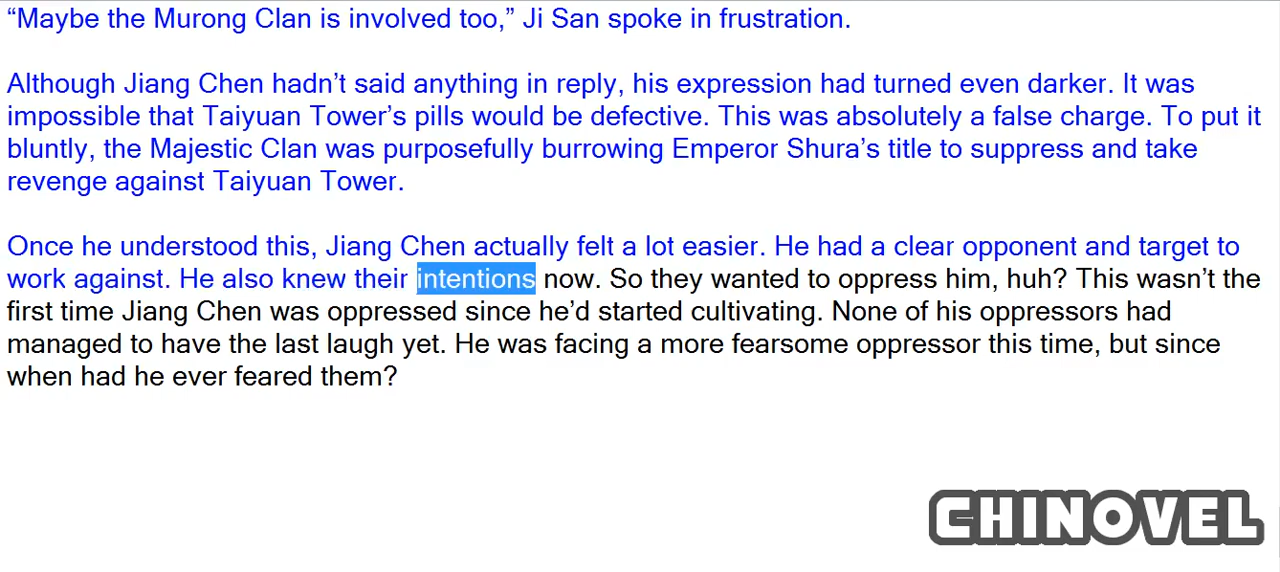 “Maybe the Murong Clan is involved too,” Ji San spoke in frustration.
Although Jiang Chen hadn’t said anything in reply, his expression had turned even darker. It was
impossible that Taiyuan Tower’s pills would be defective. This was absolutely a false charge. To put it
bluntly, the Majestic Clan was purposefully burrowing Emperor Shura’s title to suppress and take
revenge against Taiyuan Tower.
Once he understood this, Jiang Chen actually felt a lot easier. He had a clear opponent and target to
work against. He also knew their intentions now. So they wanted to oppress him, huh? This wasn’t the
first time Jiang Chen was oppressed since he’d started cultivating. None of his oppressors had
managed to have the last laugh yet. He was facing a more fearsome oppressor this time, but since
when had he ever feared them?
CHINOVEL